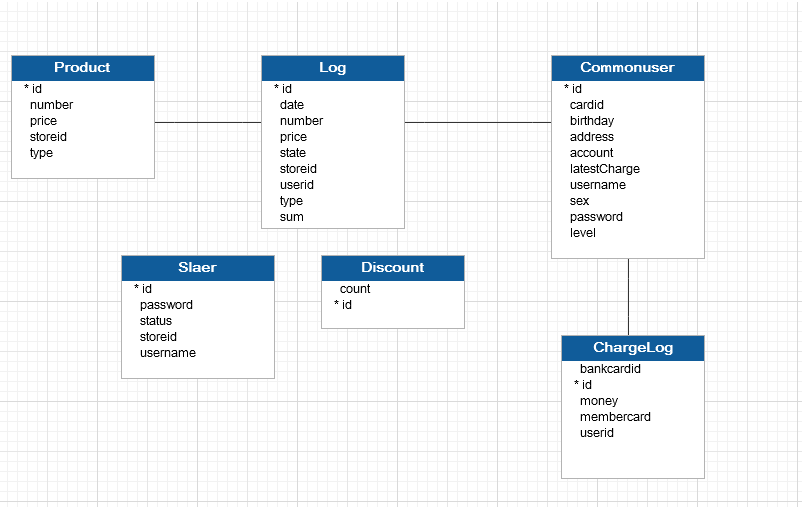 Product
* id
number
price
storeid
type
Log
* id
date
number
price
state
storeid
userid
type
sum
Commonuser
* id
cardid
birthday
address
account
latestCharge
username
sex
password
level
Slaer
* id
password
status
storeid
username
Discount
count
* id
ChargeLog
bankcardid
* id
money
membercard
userid